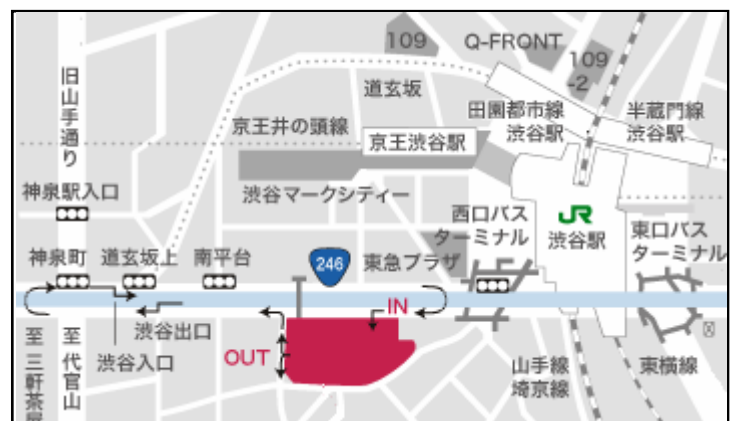 109
Q-FRONT
109
-2
旧山手通り
道玄坂
田園都市線
渋谷駅
半蔵門線
渋谷駅
京王井の頭線
京王渋谷駅
神泉駅入口
渋谷マークシティー
西口バス
ターミナル
JR
渋谷駅
東口バス
ターミナル
神泉町
道玄坂上
南平台
246
東急プラザ
IN
渋谷出口
渋谷入口
OUT
至三軒茶屋
至代官山
山手線
埼京線
東横線